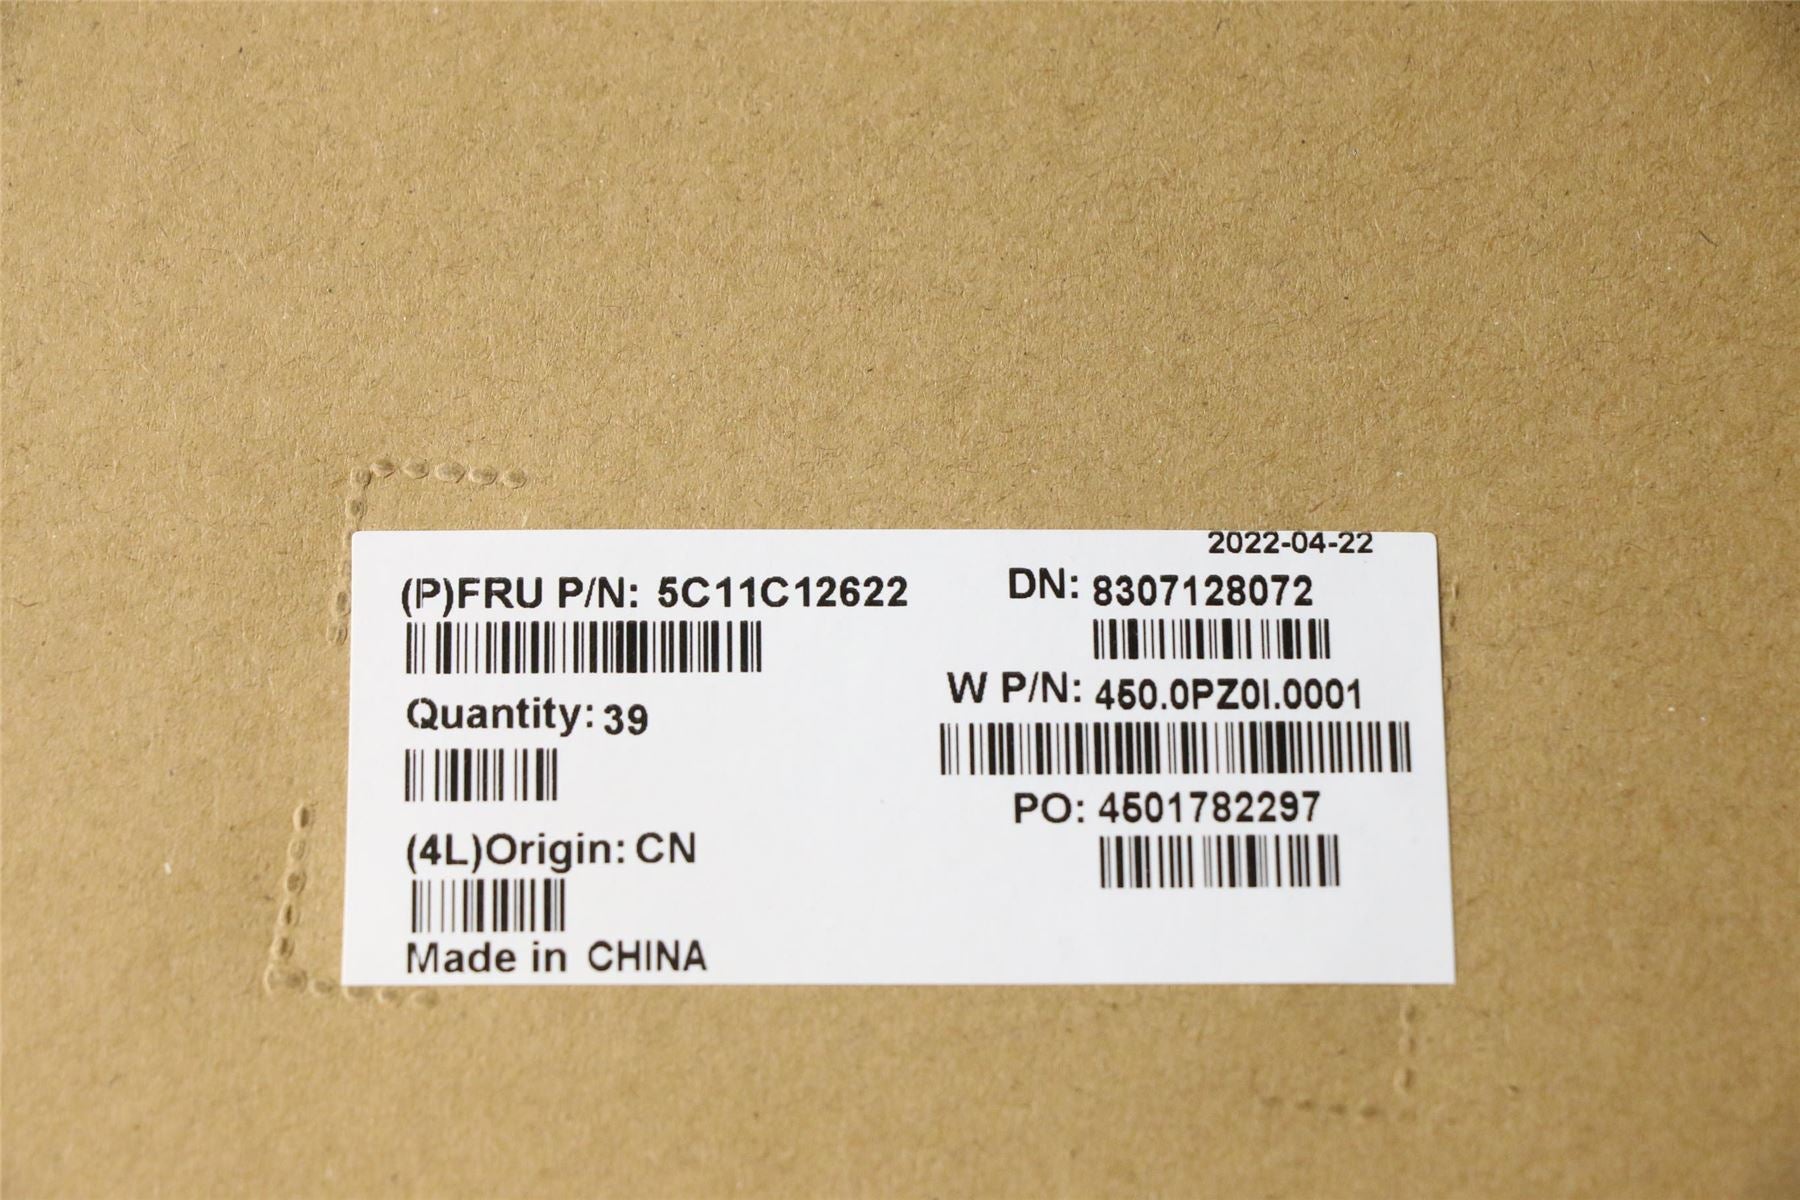 2022-04-22
(P)FRU P/N: 5C11C12622
DN: 8307128072
W P/N: 450.0PZ0I.0001
Quantity: 39
PO: 4501782297
(4L)Origin: CN
Made in CHINA